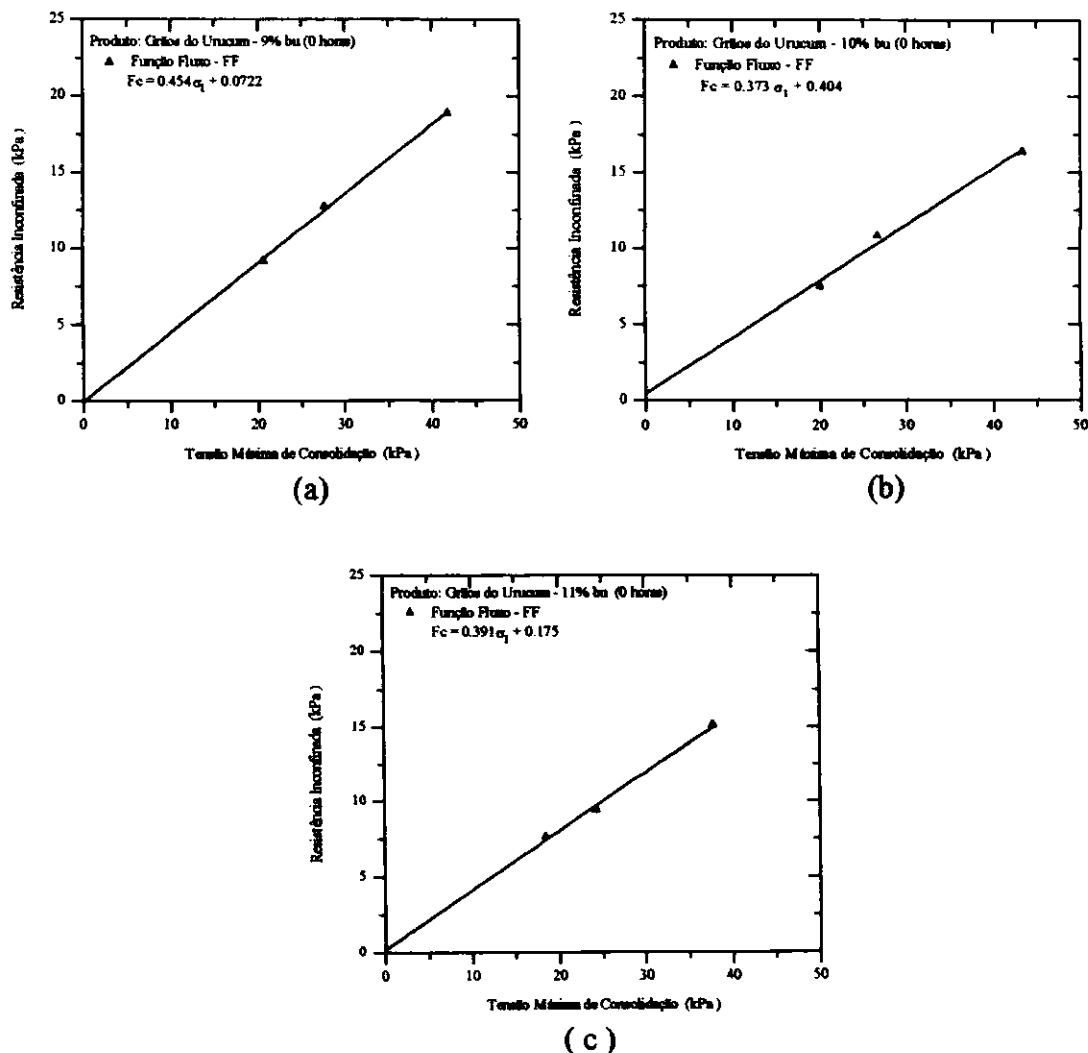 Produto: Grãos do Urucum - 9% bu (0 horas)
Função Fluxo - FF
Fc = 0.454σ1 + 0.0722
25
20
15
10
5
0
Resistência Inconfinada (kPa)
0 10 20 30 40 50
Tensão Máxima de Consolidação (kPa)
(a)
Produto: Grãos do Urucum - 10% bu (0 horas)
Função Fluxo - FF
Fc = 0.373 σ1 + 0.404
25
20
15
10
5
0
Resistência Inconfinada (kPa)
0 10 20 30 40 50
Tensão Máxima de Consolidação (kPa)
(b)
Produto: Grãos do Urucum - 11% bu (0 horas)
Função Fluxo - FF
Fc = 0.391σ1 + 0.175
25
20
15
10
5
0
Resistência Inconfinada (kPa)
0 10 20 30 40 50
Tensão Máxima de Consolidação (kPa)
( c )